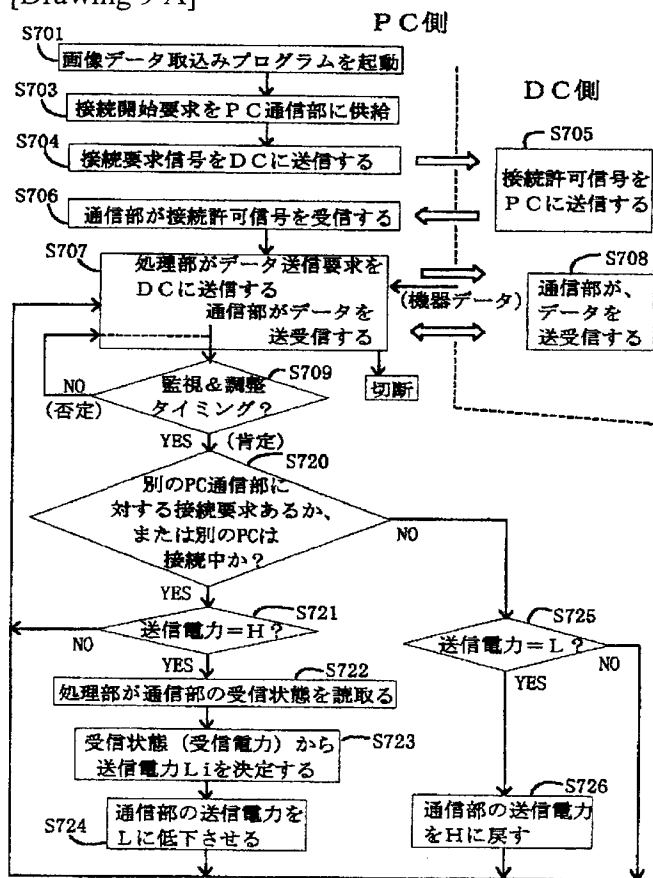 [Drawing 9 A]
PC側
DC側
S701
画像データ取込みプログラムを起動
S703
接続開始要求をPC通信部に供給
S704
接続要求信号をDCに送信する
S705
接続許可信号を
PCに送信する
S706
通信部が接続許可信号を受信する
S707
処理部がデータ送信要求を
DCに送信する
通信部がデータを
送受信する
(機器データ)
S708
通信部が、
データを
送受信する
切断
S709
監視&調整
タイミング?
NO
(否定)
YES (肯定)
S720
別のPC通信部に
対する接続要求あるか、
または別のPCは
接続中か?
NO
YES
S721
送信電力=H?
NO
YES
S722
処理部が通信部の受信状態を読取る
S723
受信状態(受信電力)から
送信電力Liを決定する
S724
通信部の送信電力を
Lに低下させる
S725
送信電力=L?
NO
YES
S726
通信部の送信電力
をHに戻す